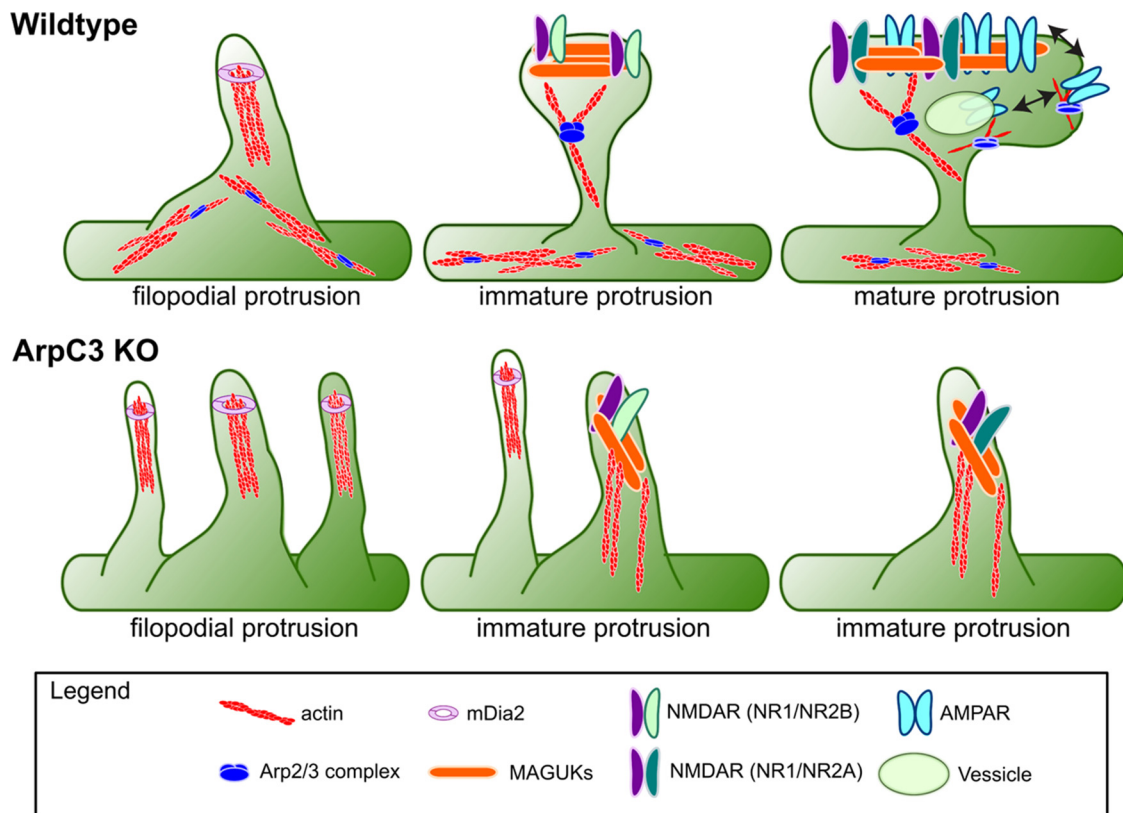 Wildtype
filopodial protrusion
immature protrusion
mature protrusion
ArpC3 KO
filopodial protrusion
immature protrusion
immature protrusion
Legend
actin
mDia2
NMDAR (NR1/NR2B)
AMPAR
Arp2/3 complex
MAGUKs
NMDAR (NR1/NR2A)
Vessicle